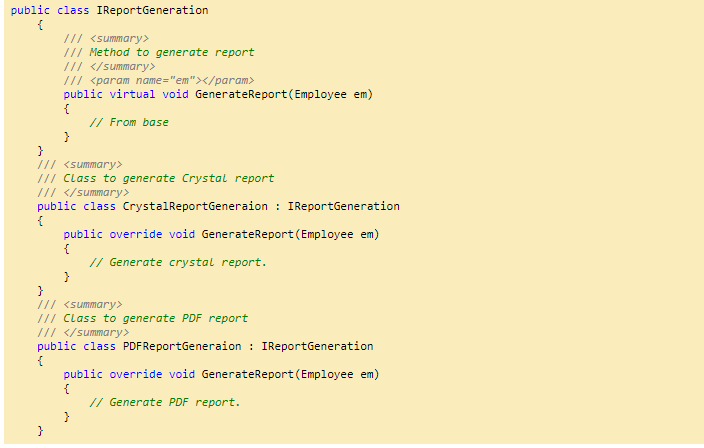 public class IReportGeneration
{
/// <summary>
/// Method to generate report
/// </summary>
/// <param name="em"></param>
public virtual void GenerateReport(Employee em)
{
// From base
}
}
/// <summary>
/// Class to generate Crystal report
/// </summary>
public class CrystalReportGeneraion : IReportGeneration
{
public override void GenerateReport(Employee em)
{
// Generate crystal report.
}
}
/// <summary>
/// Class to generate PDF report
/// </summary>
public class PDFReportGeneraion : IReportGeneration
{
public override void GenerateReport(Employee em)
{
// Generate PDF report.
}
}